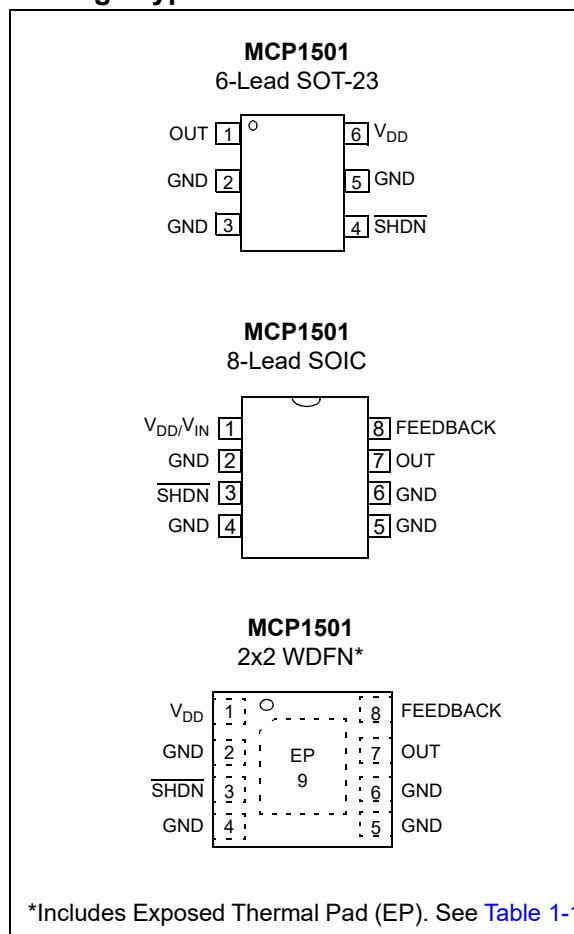 MCP1501
6-Lead SOT-23
OUT 1 6 VDD
GND 2 5 GND
GND 3 4 SHDN
MCP1501
8-Lead SOIC
VDD/VIN 1 8 FEEDBACK
GND 2 7 OUT
SHDN 3 6 GND
GND 4 5 GND
MCP1501
2x2 WDFN*
VDD 1 8 FEEDBACK
GND 2 EP 7 OUT
9
SHDN 3 6 GND
GND 4 5 GND
*Includes Exposed Thermal Pad (EP). See Table 1-1